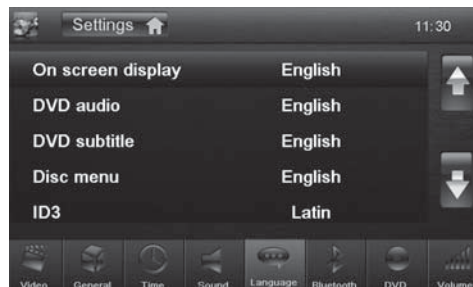 Settings 11:30
On screen display English
DVD audio English
DVD subtitle English
Disc menu English
ID3 Latin
Video General Time Sound Language Bluetooth DVD Volume